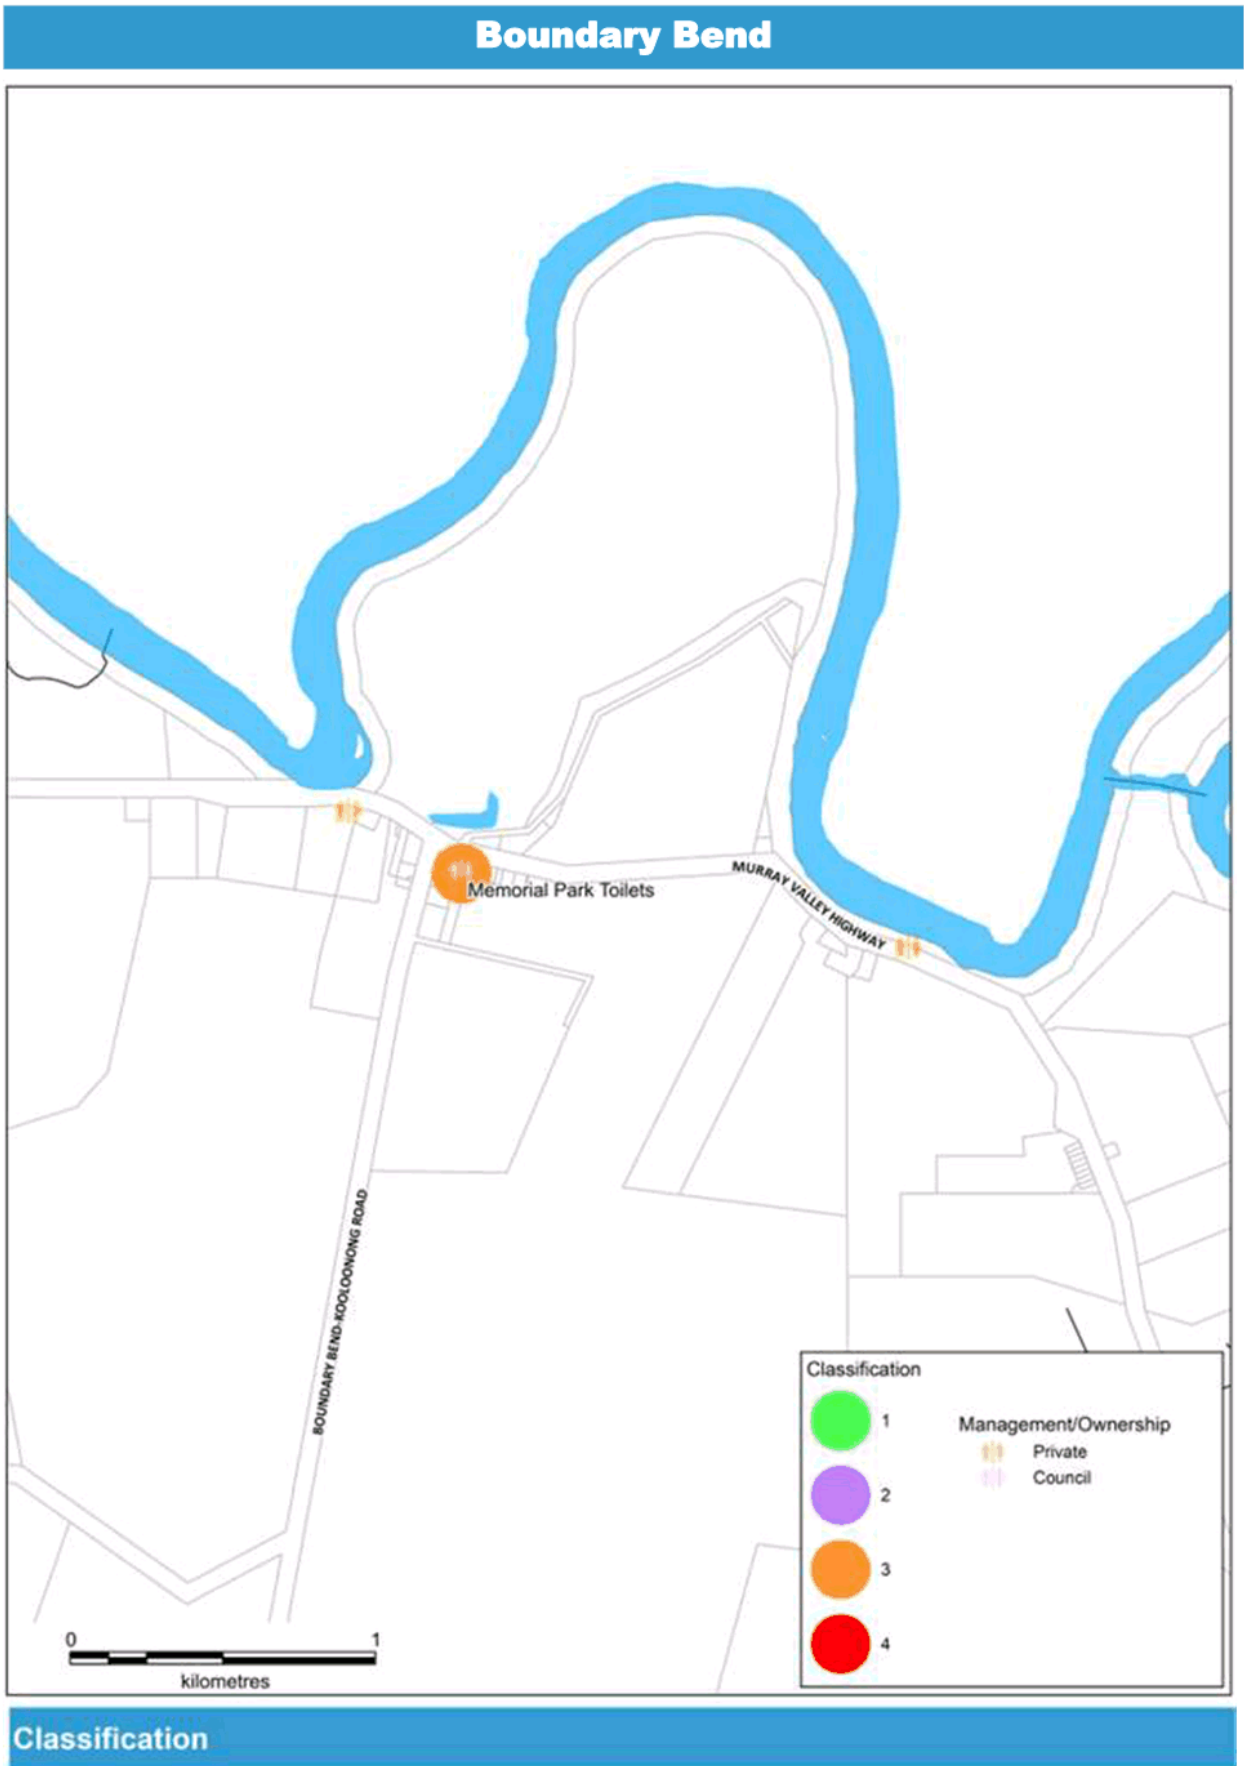 Boundary Bend
Memorial Park Toilets
MURRAY VALLEY HIGHWAY
BOUNDARY BEND-KOOLOONONG ROAD
Classification
1
2
3
4
Management/Ownership
Private
Council
0 1
kilometres
Classification